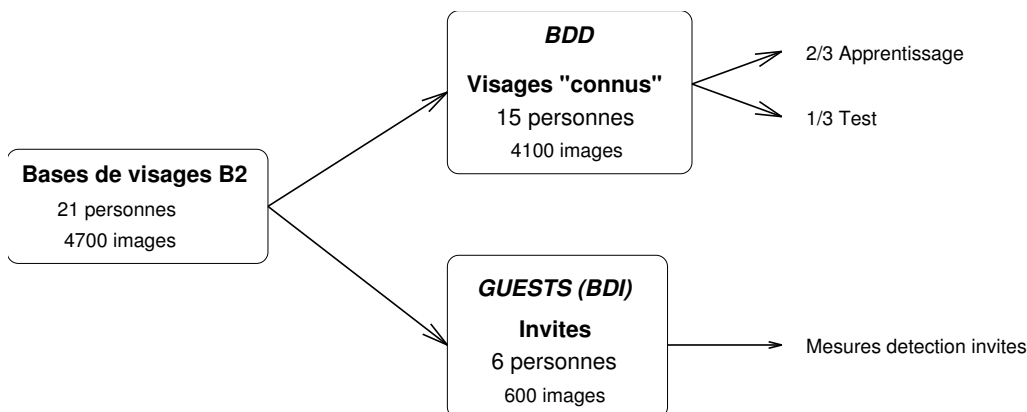 Bases de visages B2
21 personnes
4700 images
BDD
Visages "connus"
15 personnes
4100 images
2/3 Apprentissage
1/3 Test
GUESTS (BDI)
Invites
6 personnes
600 images
Mesures detection invites